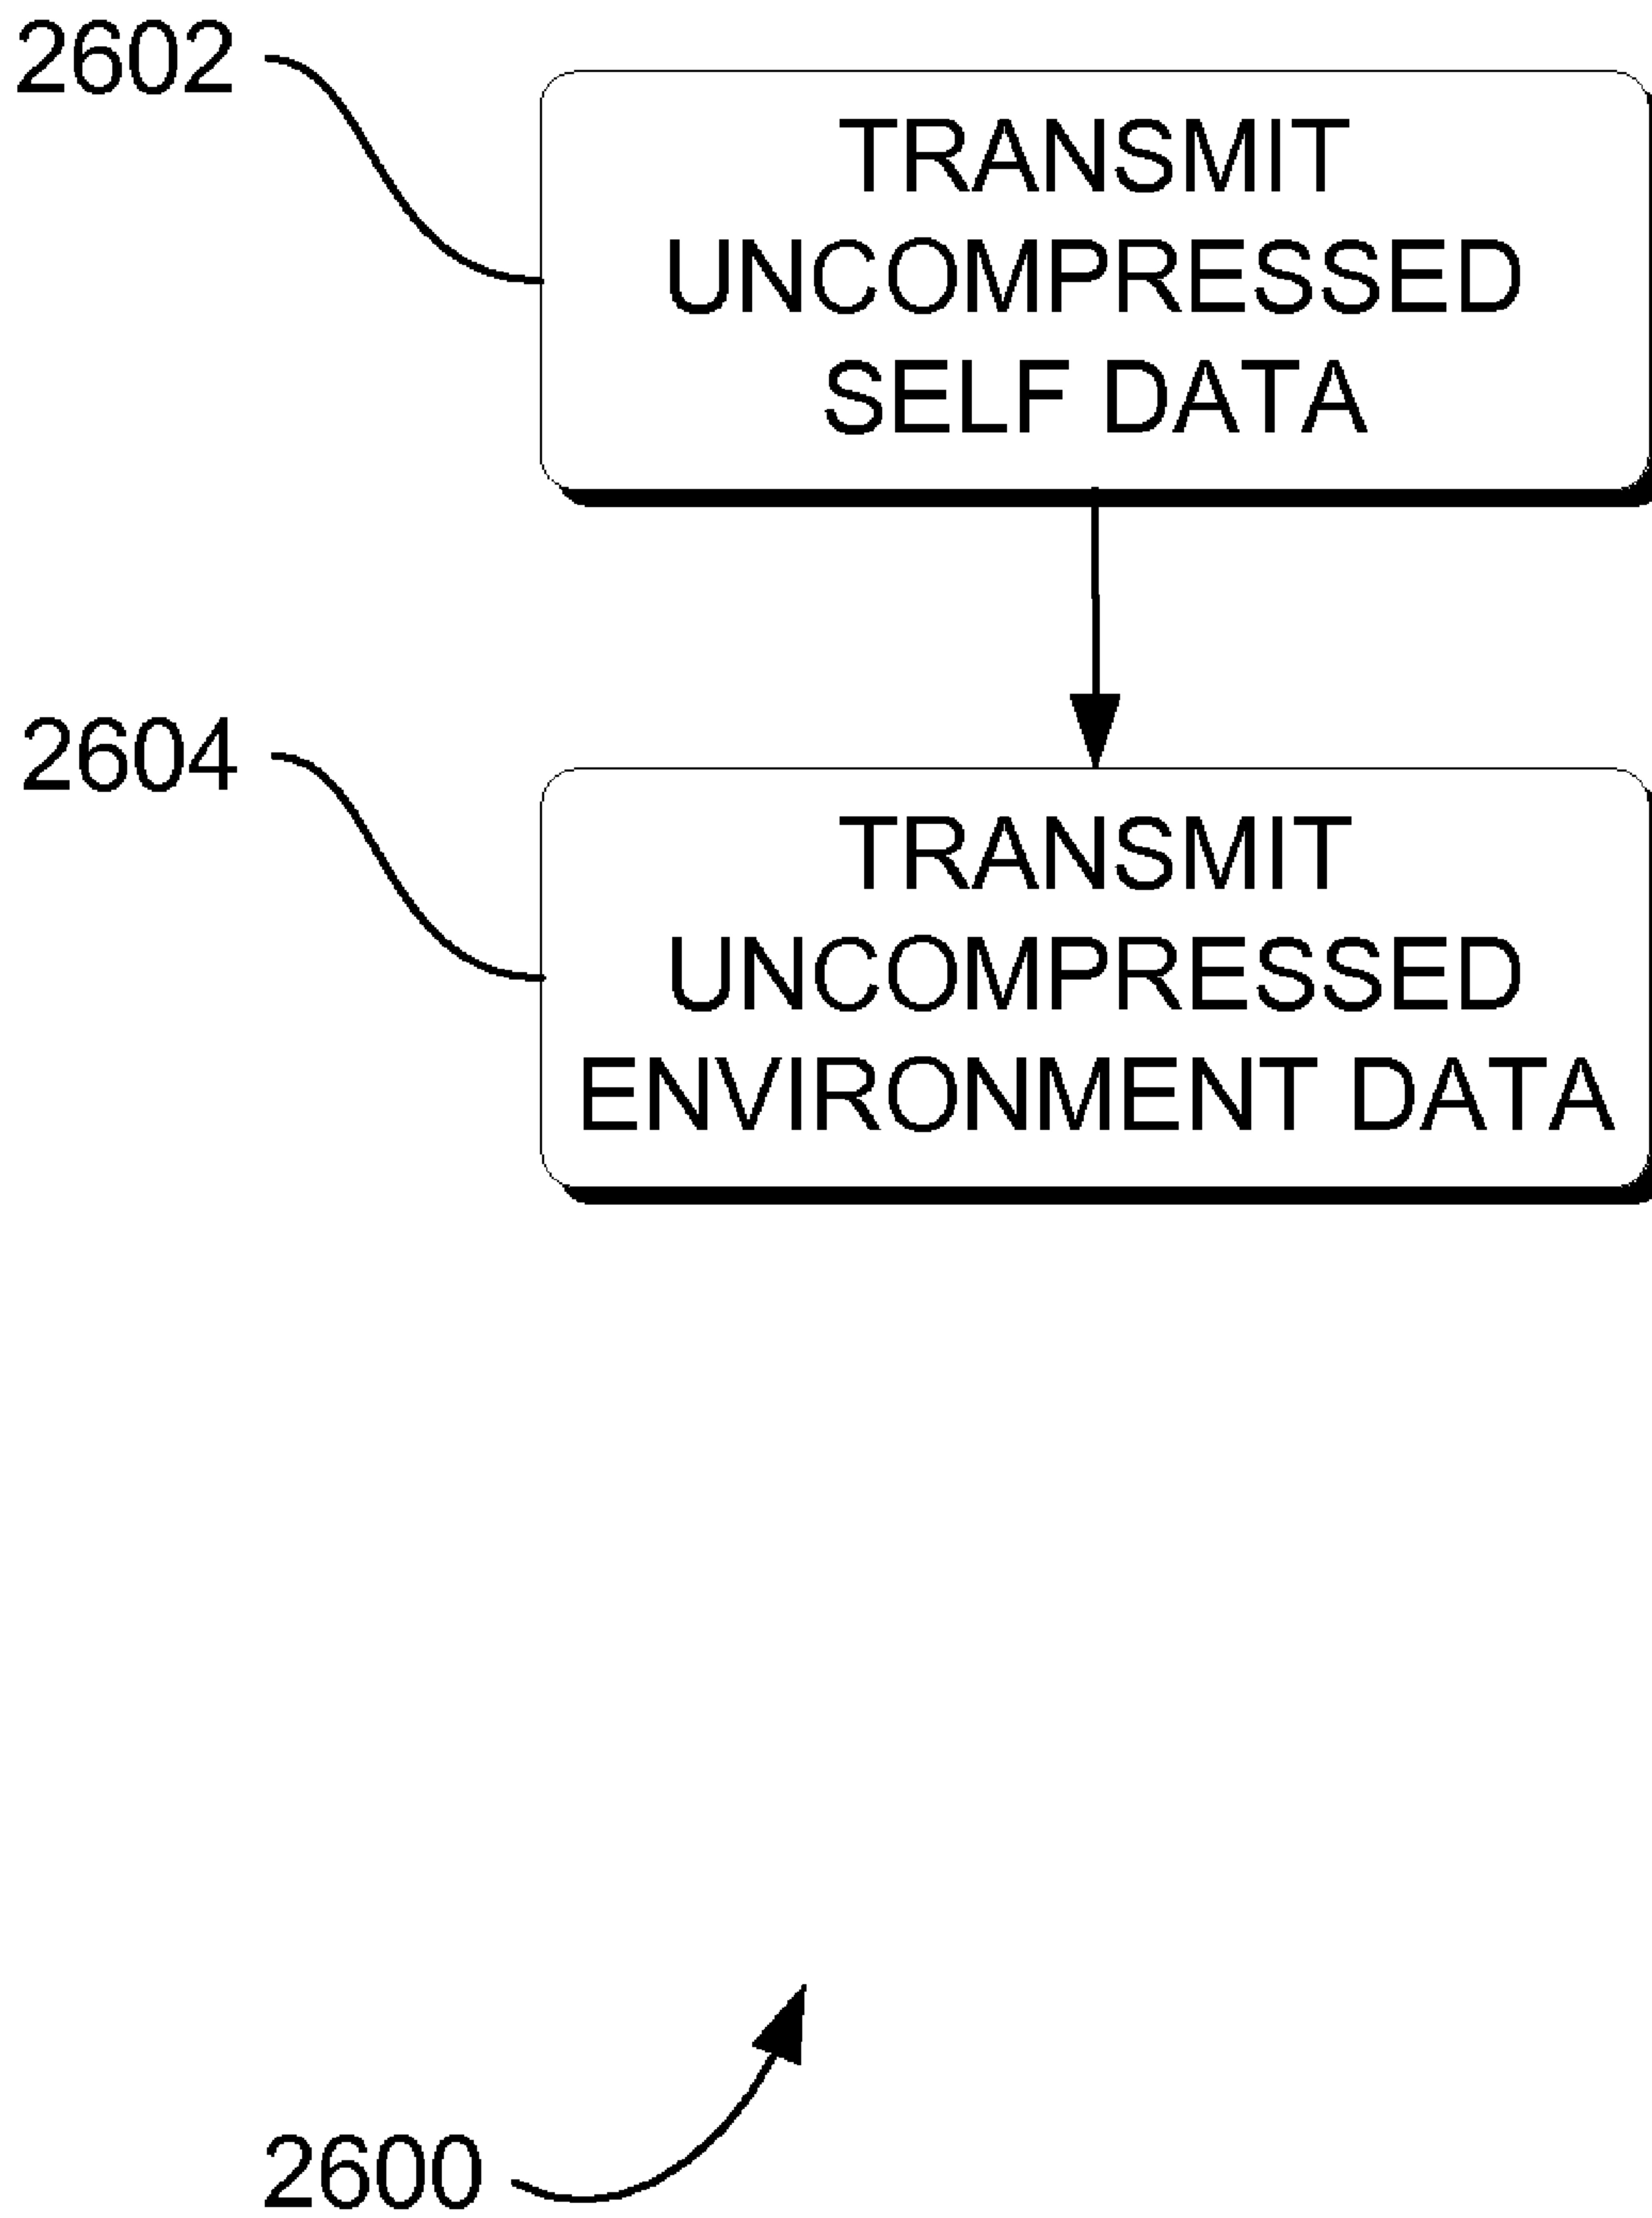 2602
TRANSMIT
UNCOMPRESSED
SELF DATA
2604
TRANSMIT
UNCOMPRESSED
ENVIRONMENT DATA
2600